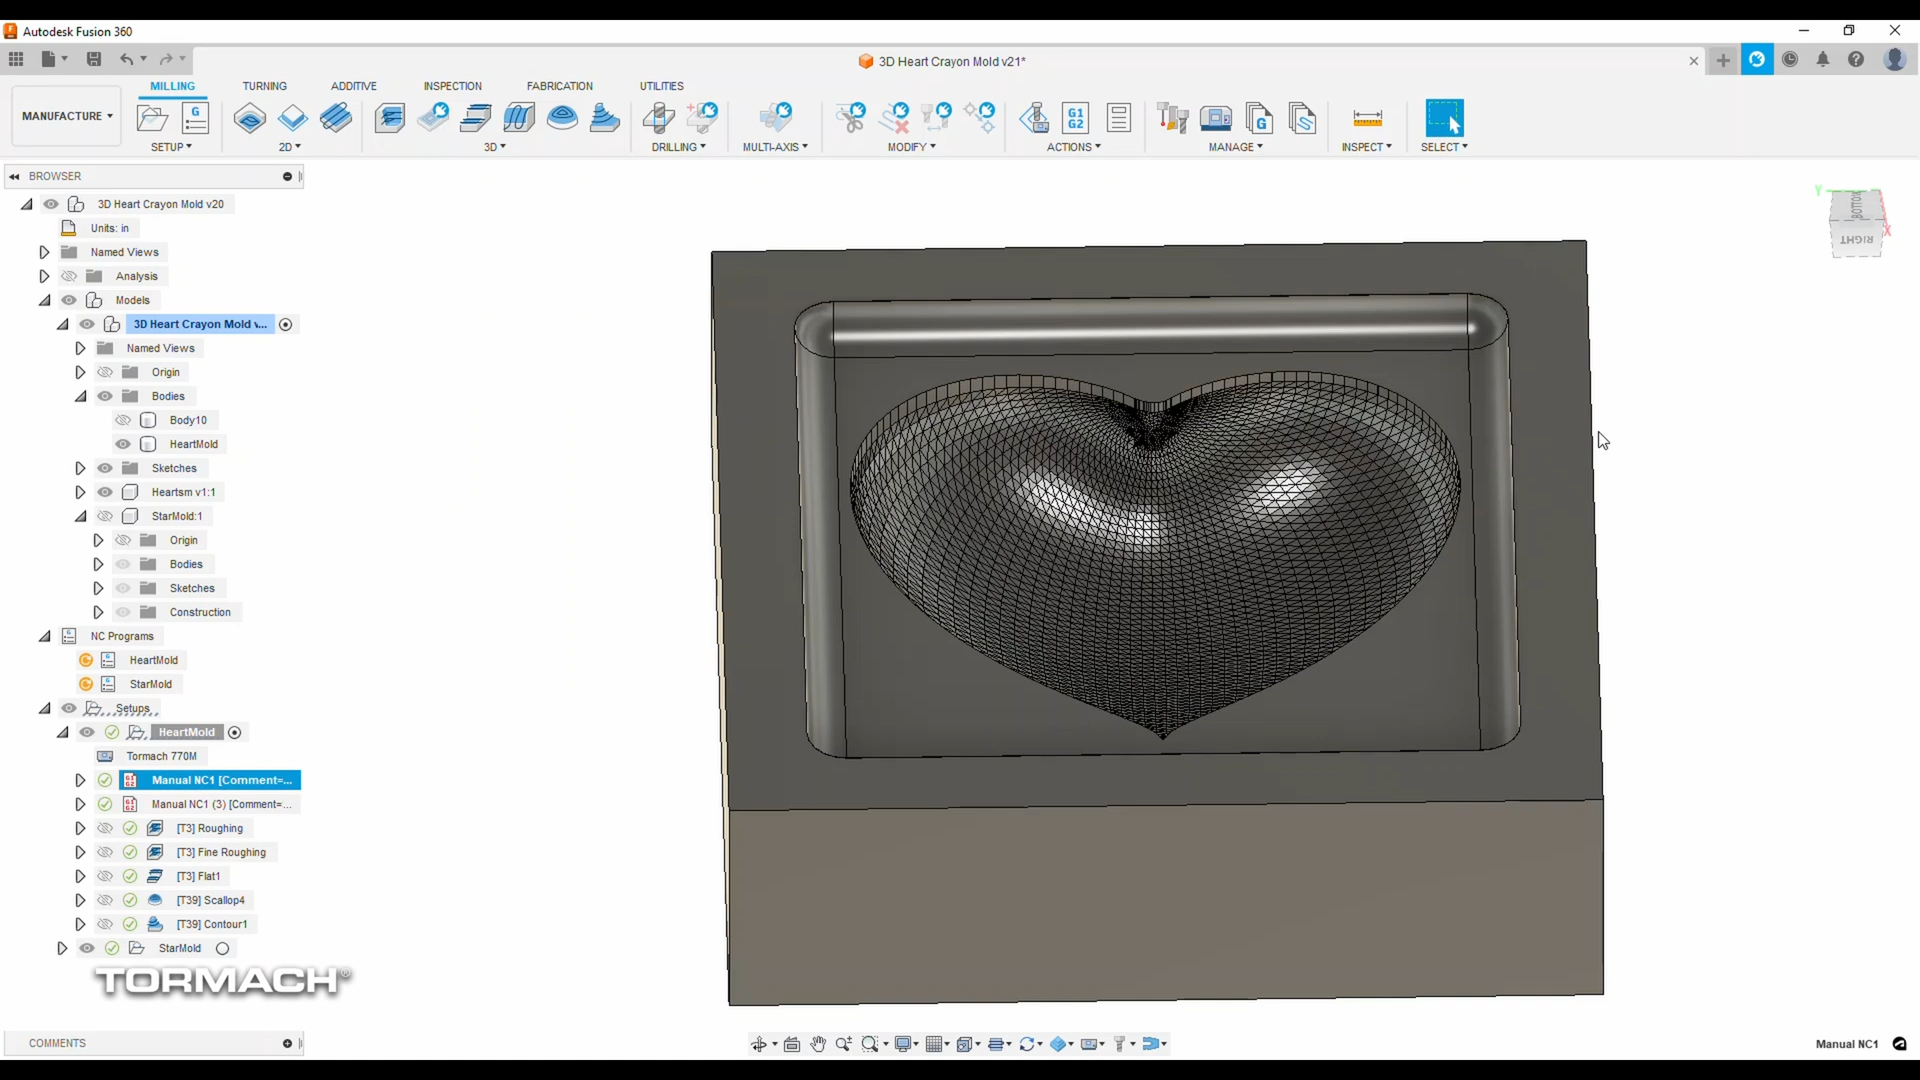 Autodesk Fusion 360
3D Heart Crayon Mold v21*
MILLING TURNING ADDITIVE INSPECTION FABRICATION UTILITIES
MANUFACTURE
G
G1
G2
G
S
SETUP 2D 3D DRILLING MULTI-AXIS MODIFY ACTIONS MANAGE INSPECT SELECT
BROWSER
3D Heart Crayon Mold v20
Units: in
Named Views
Analysis
Models
3D Heart Crayon Mold v...
Named Views
Origin
Bodies
Body10
HeartMold
Sketches
Heartsm v1:1
StarMold:1
Origin
Bodies
Sketches
Construction
NC Programs
HeartMold
StarMold
Setups
HeartMold
Tormach 770M
Manual NC1 [Comment=...
Manual NC1 (3) [Comment=...
[T3] Roughing
[T3] Fine Roughing
[T3] Flat1
[T39] Scallop4
[T39] Contour1
StarMold
TORMACH®
COMMENTS
Y
BOTTOM
RIGHT
X
Manual NC1